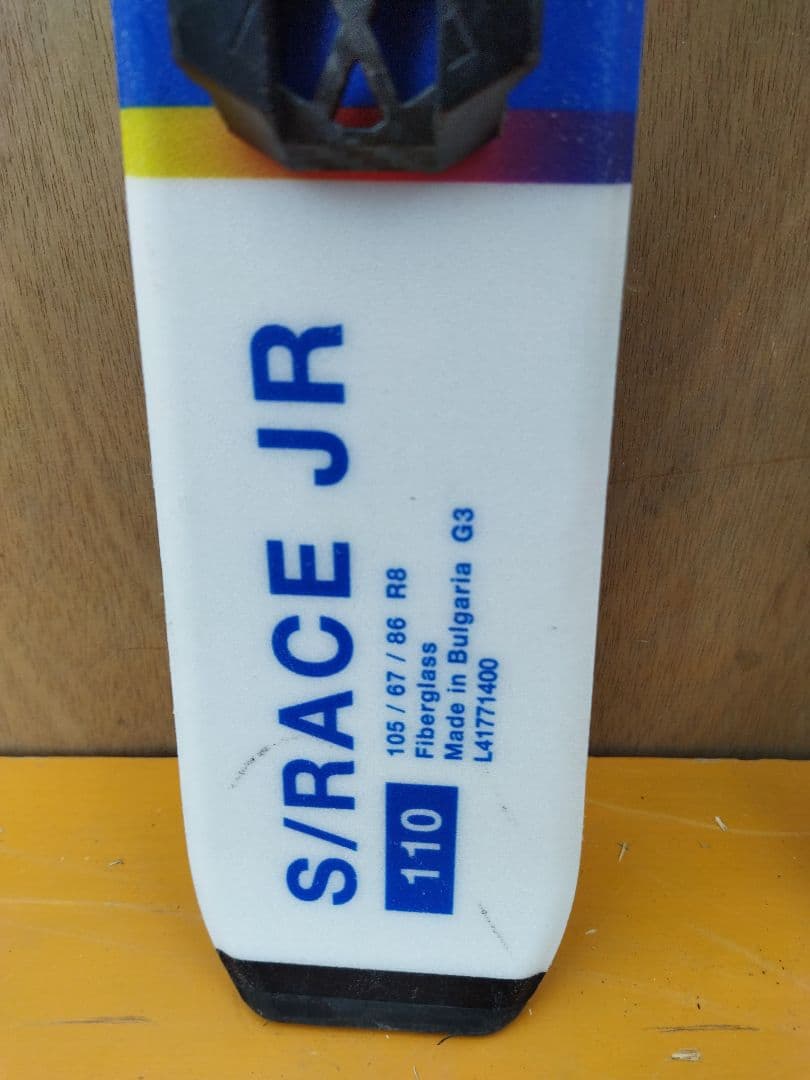 S/RACE JR
110
105 / 67 / 86 R8
Fiberglass
Made in Bulgaria G3
L41771400